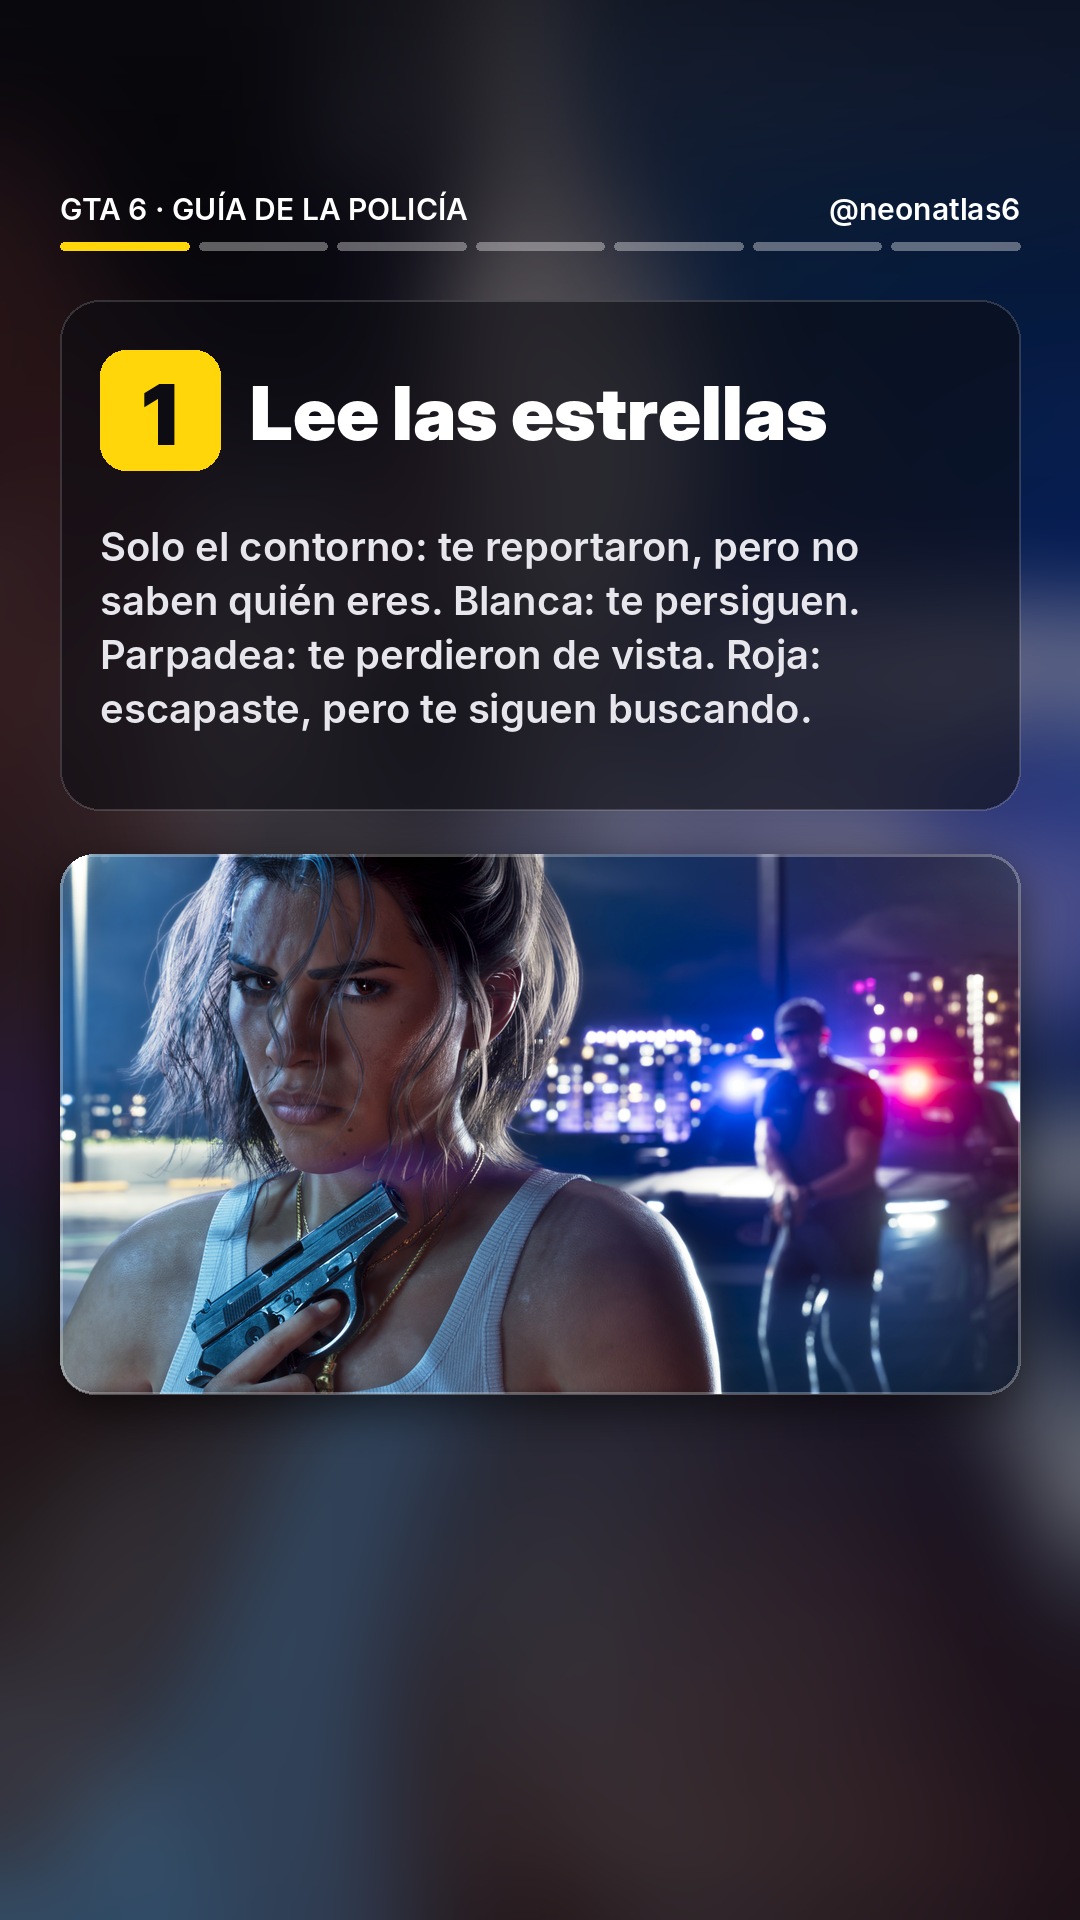 GTA 6 · GUÍA DE LA POLICÍA
@neonatlas6
1
Lee las estrellas
Solo el contorno: te reportaron, pero no
saben quién eres. Blanca: te persiguen.
Parpadea: te perdieron de vista. Roja:
escapaste, pero te siguen buscando.